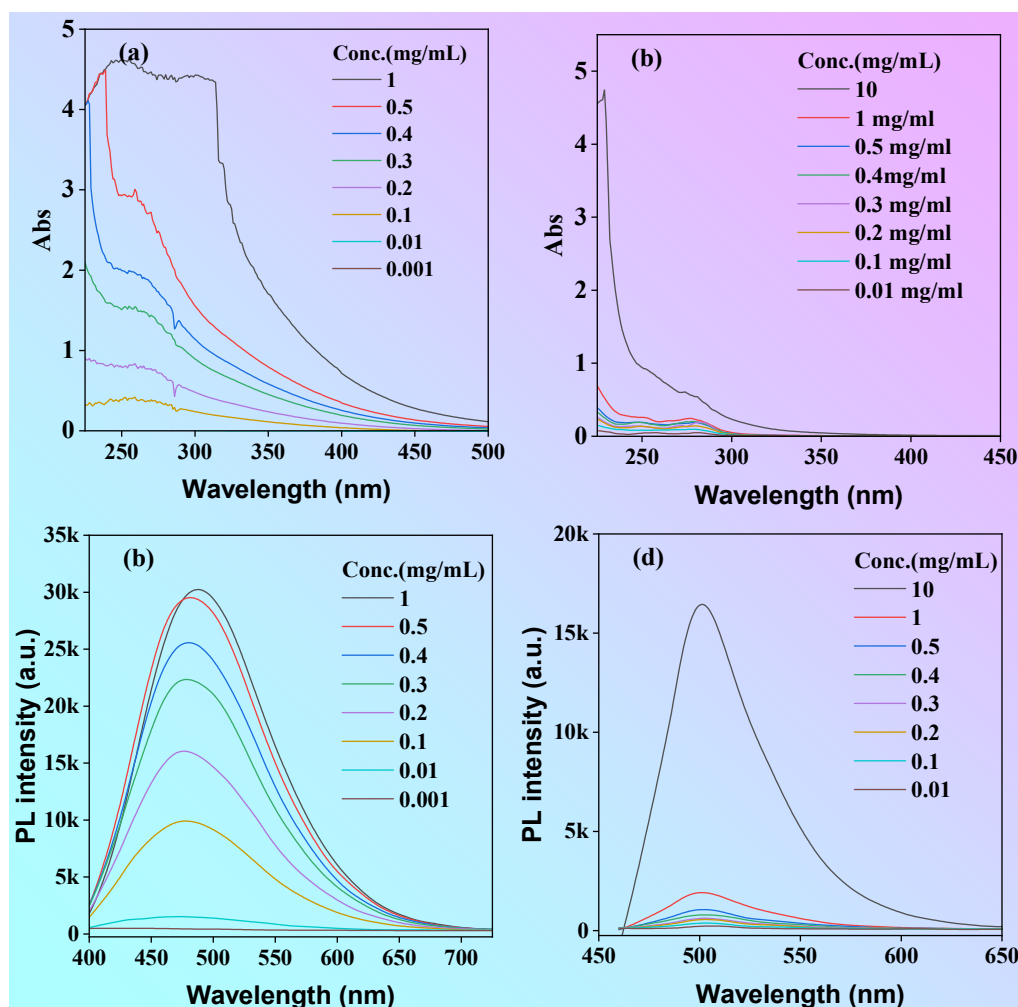 (a)
Conc.(mg/mL)
1
0.5
0.4
0.3
0.2
0.1
0.01
0.001
Abs
5
4
3
2
1
0
250 300 350 400 450 500
Wavelength (nm)
(b)
Conc.(mg/mL)
10
1 mg/ml
0.5 mg/ml
0.4mg/ml
0.3 mg/ml
0.2 mg/ml
0.1 mg/ml
0.01 mg/ml
Abs
5
4
3
2
1
0
250 300 350 400 450
Wavelength (nm)
(b)
Conc.(mg/mL)
1
0.5
0.4
0.3
0.2
0.1
0.01
0.001
PL intensity (a.u.)
35k
30k
25k
20k
15k
10k
5k
0
400 450 500 550 600 650 700
Wavelength (nm)
(d)
Conc.(mg/mL)
10
1
0.5
0.4
0.3
0.2
0.1
0.01
PL intensity (a.u.)
20k
15k
10k
5k
0
450 500 550 600 650
Wavelength (nm)